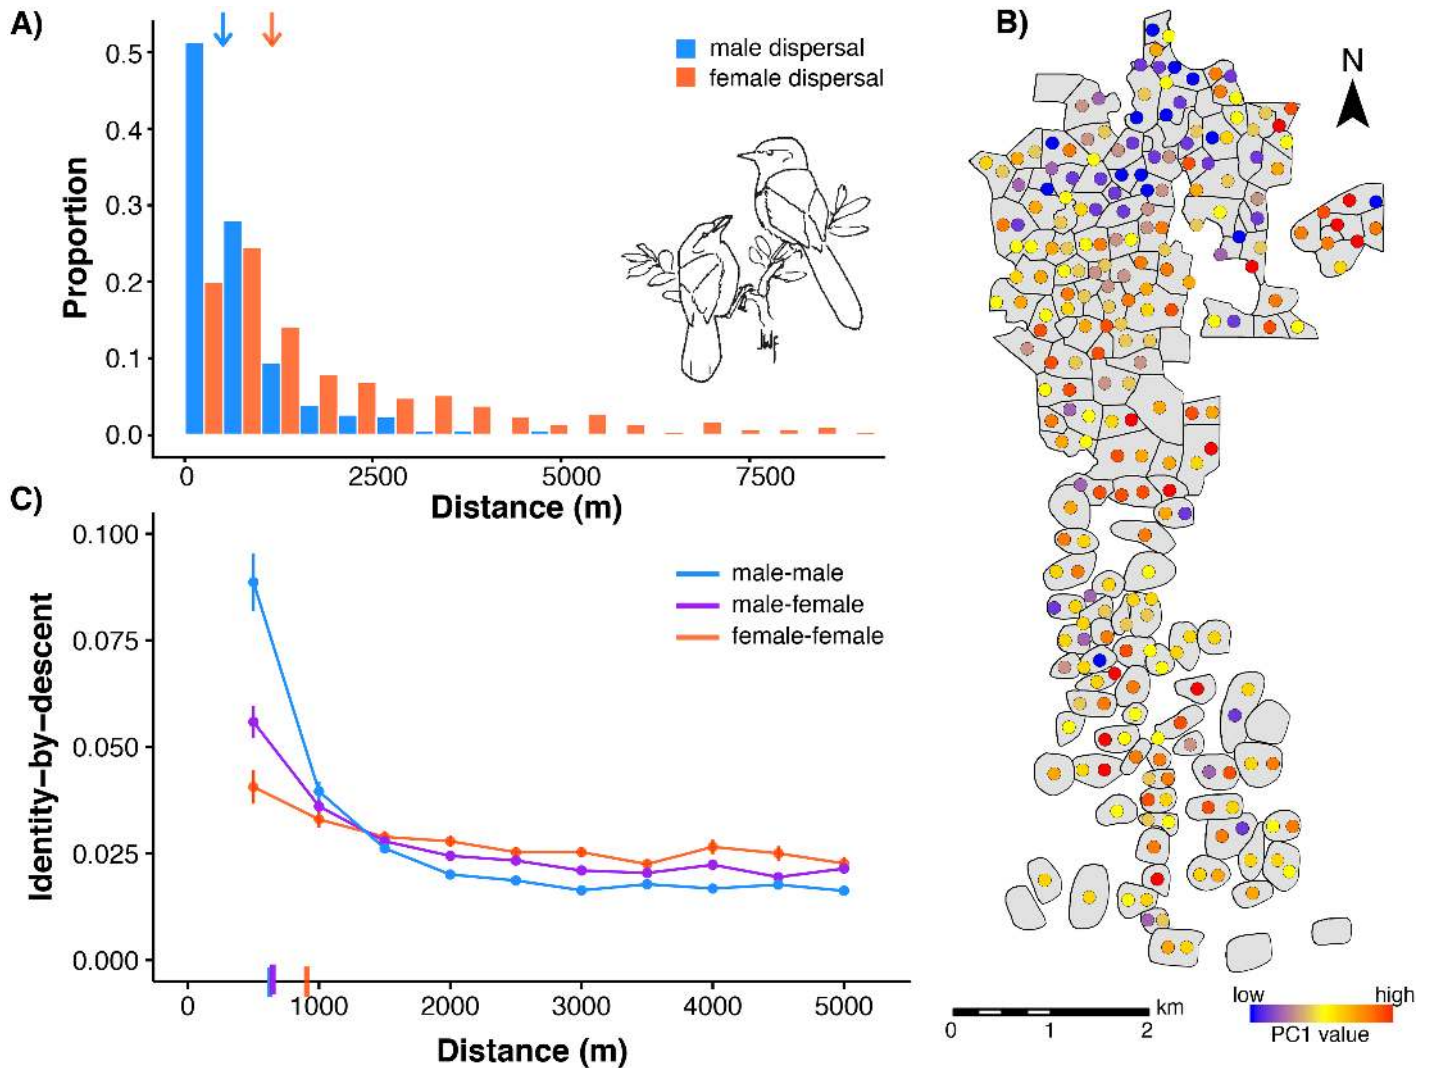 A)
male dispersal
female dispersal
Proportion
0.5
0.4
0.3
0.2
0.1
0.0
0
2500
5000
7500
Distance (m)
JWF
B)
N
km
0
1
2
low
high
PC1 value
C)
Identity–by–descent
0.100
0.075
0.050
0.025
0.000
male-male
male-female
female-female
0
1000
2000
3000
4000
5000
Distance (m)